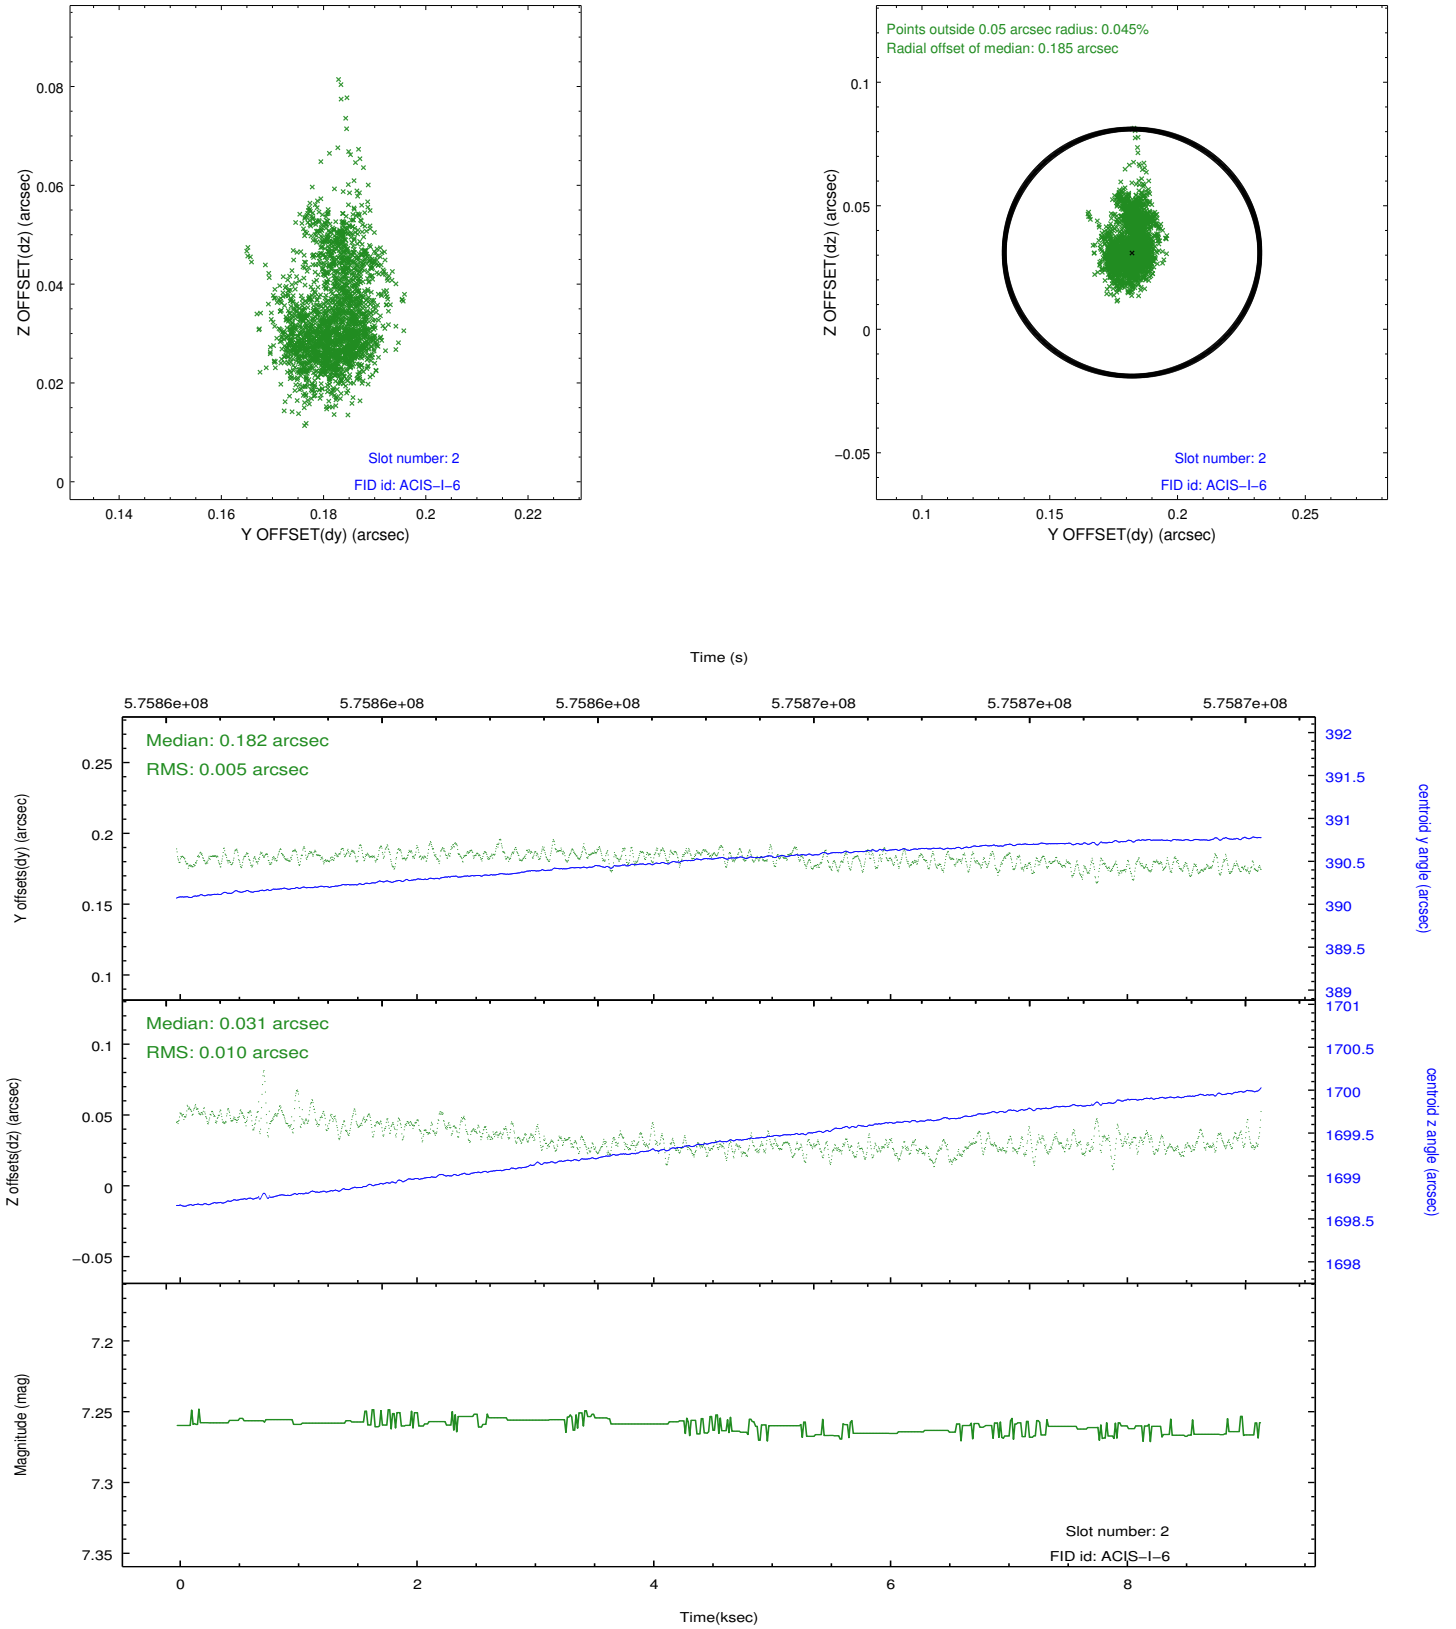 0.08
0.06
0.04
0.02
0
0.14
0.16
0.18
0.2
0.22
Z OFFSET(dz) (arcsec)
Y OFFSET(dy) (arcsec)
Slot number: 2
FID id: ACIS−I−6
Points outside 0.05 arcsec radius: 0.045%
Radial offset of median: 0.185 arcsec
0.1
0.05
0
−0.05
0.1
0.15
0.2
0.25
Z OFFSET(dz) (arcsec)
Y OFFSET(dy) (arcsec)
Slot number: 2
FID id: ACIS−I−6
Time (s)
5.7586e+08
5.7586e+08
5.7586e+08
5.7587e+08
5.7587e+08
5.7587e+08
Median: 0.182 arcsec
RMS: 0.005 arcsec
0.25
0.2
0.15
0.1
Y offsets(dy) (arcsec)
392
391.5
391
390.5
390
389.5
389
centroid y angle (arcsec)
Median: 0.031 arcsec
RMS: 0.010 arcsec
0.1
0.05
0
−0.05
Z offsets(dz) (arcsec)
1701
1700.5
1700
1699.5
1699
1698.5
1698
centroid z angle (arcsec)
7.2
7.25
7.3
7.35
Magnitude (mag)
Slot number: 2
FID id: ACIS−I−6
0
2
4
6
8
Time(ksec)